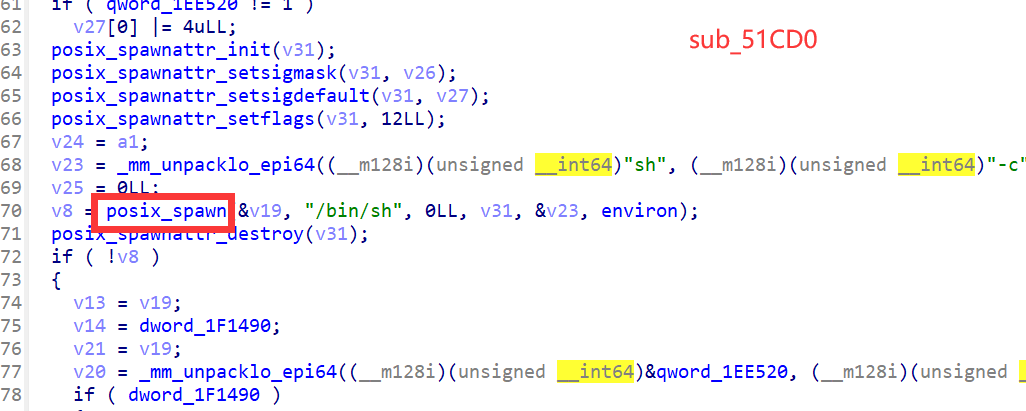 61 if ( qword_1EE520 != 1 )
sub_51CD0
62 v27[0] |= 4uLL;
63 posix_spawnattr_init(v31);
64 posix_spawnattr_setsigmask(v31, v26);
65 posix_spawnattr_setsigdefault(v31, v27);
66 posix_spawnattr_setflags(v31, 12LL);
67 v24 = a1;
68 v23 = _mm_unpacklo_epi64((__m128i)(unsigned __int64)"sh", (__m128i)(unsigned __int64)"-c"
69 v25 = 0LL;
70 v8 = posix_spawn &v19, "/bin/sh", 0LL, v31, &v23, environ);
71 posix_spawnattr_destroy(v31);
72 if ( !v8 )
73 {
74 v13 = v19;
75 v14 = dword_1F1490;
76 v21 = v19;
77 v20 = _mm_unpacklo_epi64((__m128i)(unsigned __int64)&qword_1EE520, (__m128i)(unsigned __
78 if ( dword_1F1490 )